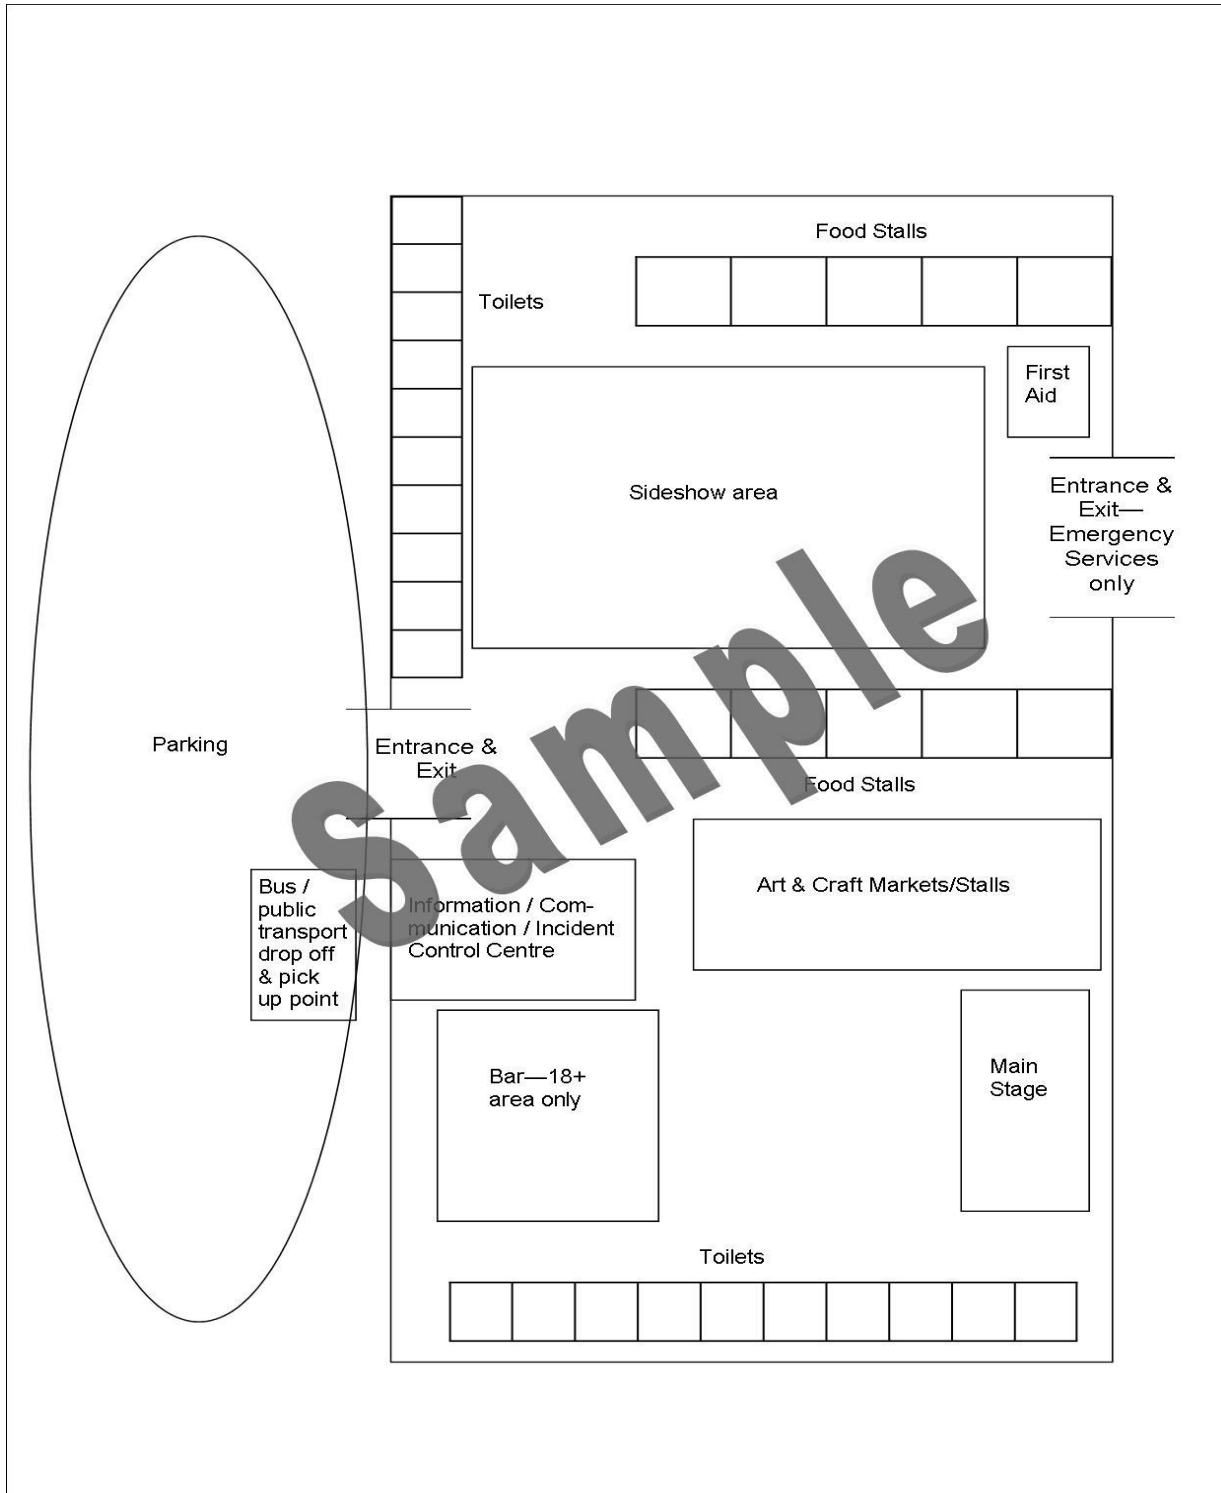 Food Stalls
Toilets
First
Aid
Sideshow area
Entrance &
Exit—
Emergency
Services
only
Parking
Entrance &
Exit
Food Stalls
Sample
Art & Craft Markets/Stalls
Bus /
public
transport
drop off
& pick
up point
Information / Com-
munication / Incident
Control Centre
Bar—18+
area only
Main
Stage
Toilets